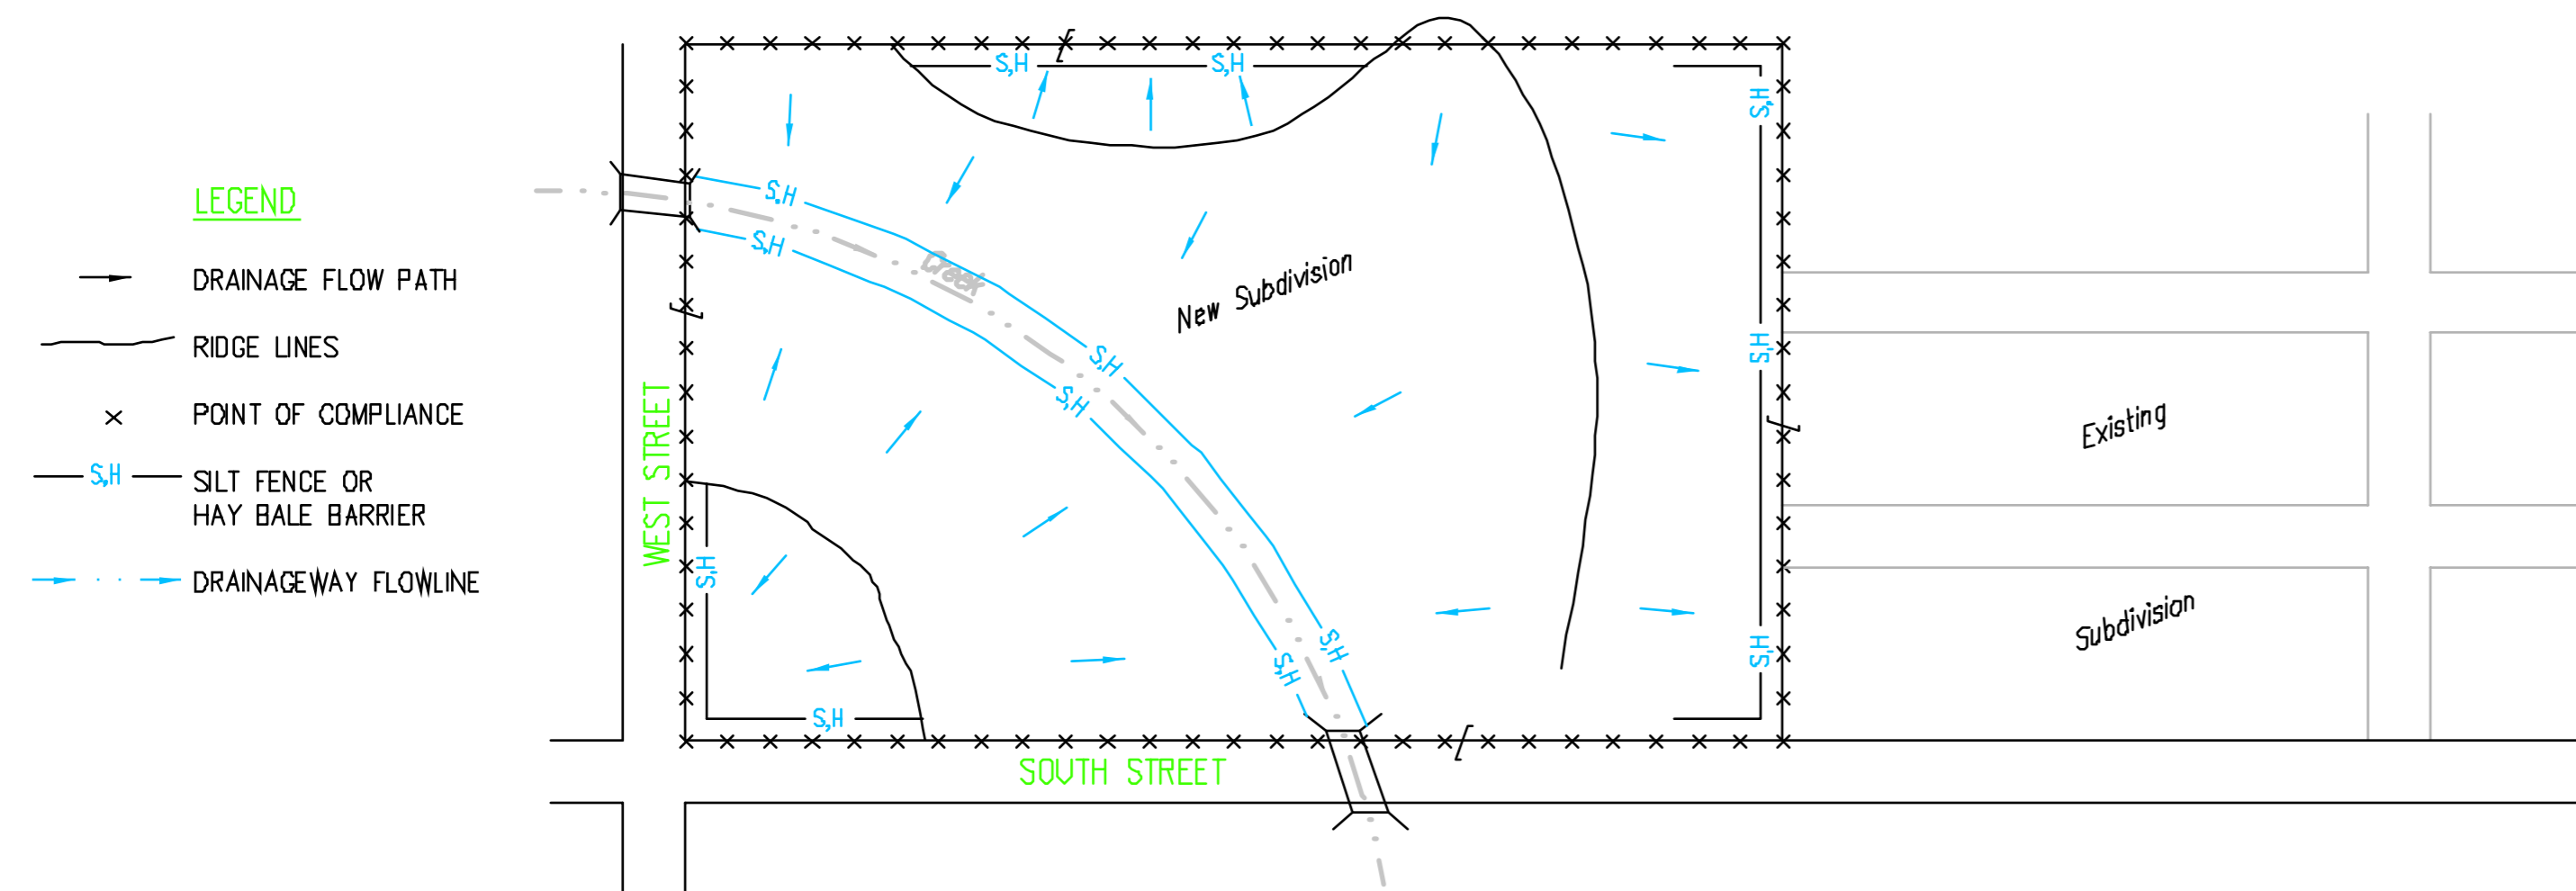 LEGEND
DRAINAGE FLOW PATH
RIDGE LINES
POINT OF COMPLIANCE
S,H
SILT FENCE OR
HAY BALE BARRIER
DRAINAGEWAY FLOWLINE
S,H
S,H
S,H
S,H
S,H
Creek
New Subdivision
S,H
S,H
S,H
WEST STREET
Existing
S,H
Subdivision
S,H
S,H
S,H
S,H
SOUTH STREET